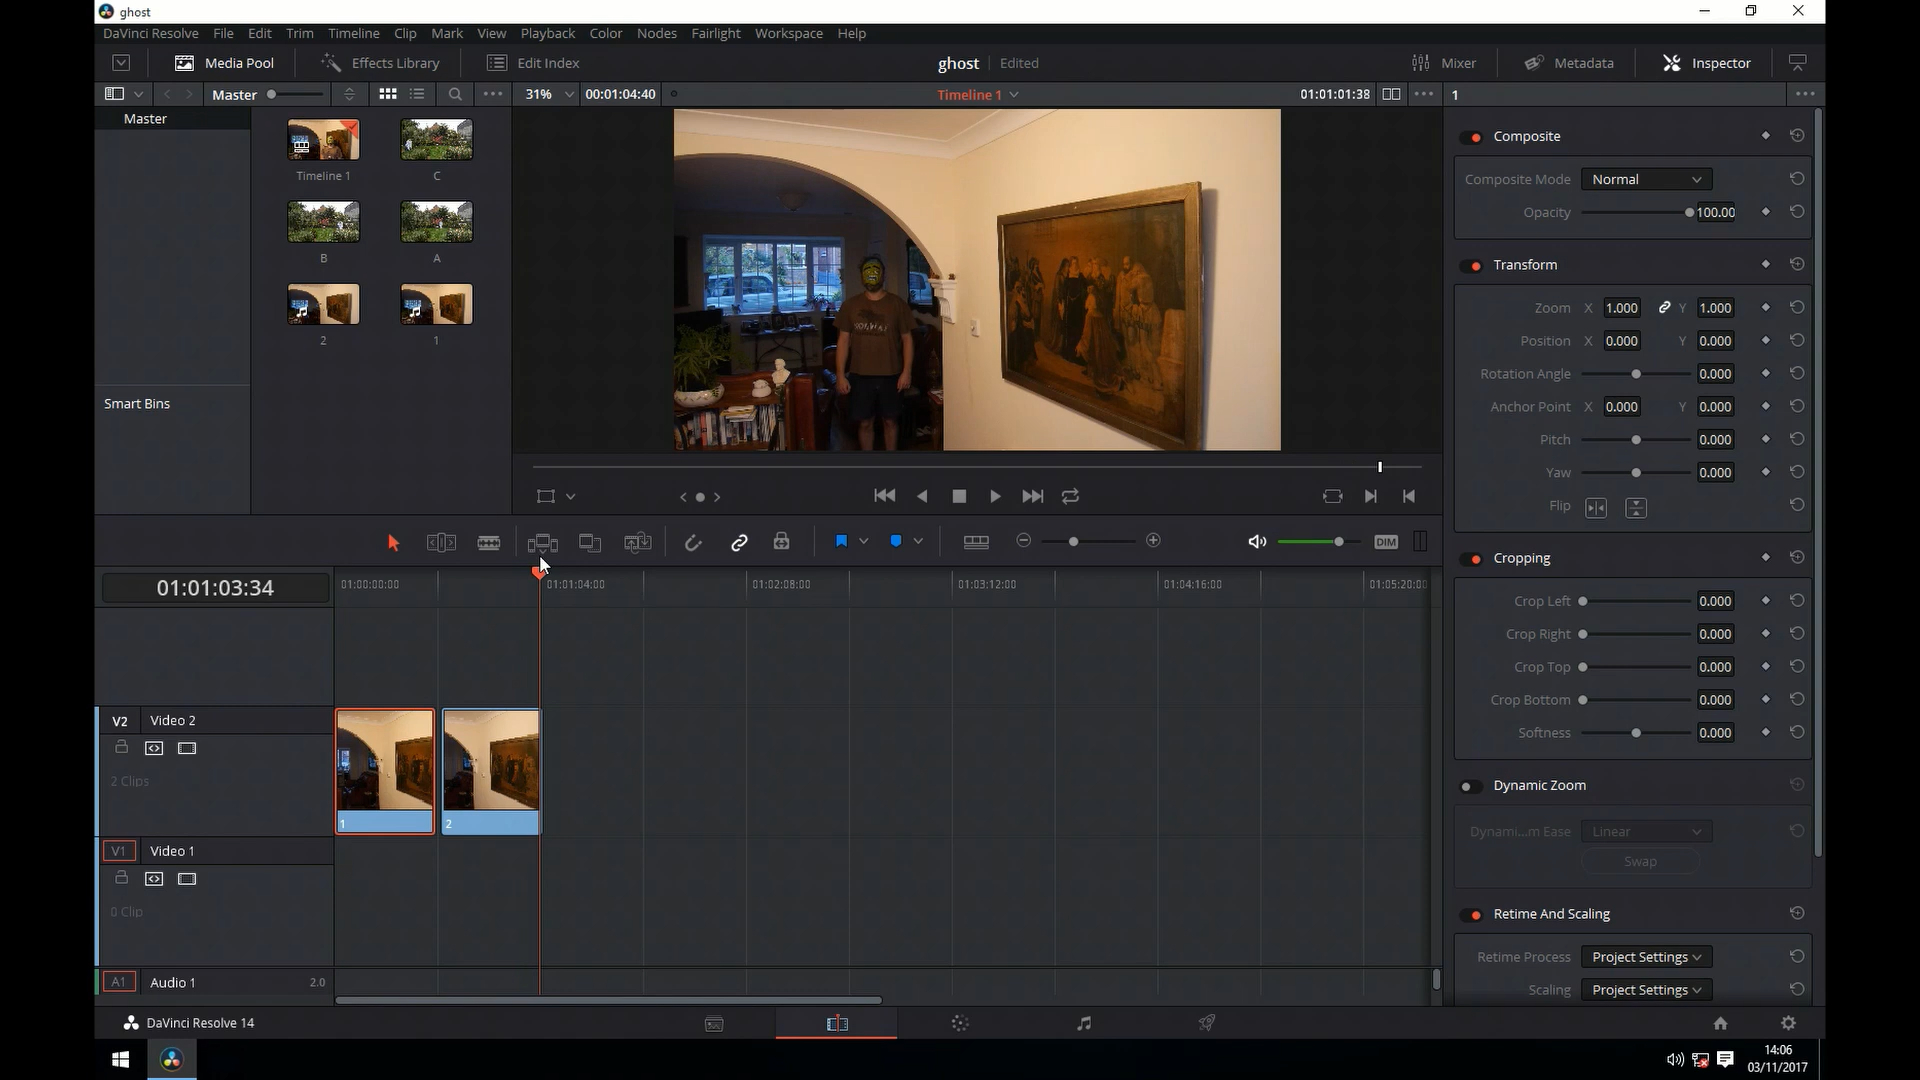 ghost
DaVinci Resolve File Edit Trim Timeline Clip Mark View Playback Color Nodes Fairlight Workspace Help
Media Pool Effects Library Edit Index ghost Edited Mixer Metadata Inspector
Master 31% 00:01:04:40 Timeline 1 01:01:01:38 1
Master
Timeline 1
C
B
A
2
1
Smart Bins
Composite
Composite Mode Normal
Opacity 100.00
Transform
Zoom X 1.000 Y 1.000
Position X 0.000 Y 0.000
Rotation Angle 0.000
Anchor Point X 0.000 Y 0.000
Pitch 0.000
Yaw 0.000
Flip
Cropping
Crop Left 0.000
Crop Right 0.000
Crop Top 0.000
Crop Bottom 0.000
Softness 0.000
Dynamic Zoom
Dynami...m Ease Linear
Swap
Retime And Scaling
Retime Process Project Settings
Scaling Project Settings
DIM
01:01:03:34 01:00:00:00 01:01:04:00 01:02:08:00 01:03:12:00 01:04:16:00 01:05:20:00
V2 Video 2
2 Clips
1 2
V1 Video 1
0 Clip
A1 Audio 1 2.0
DaVinci Resolve 14
14:06
03/11/2017